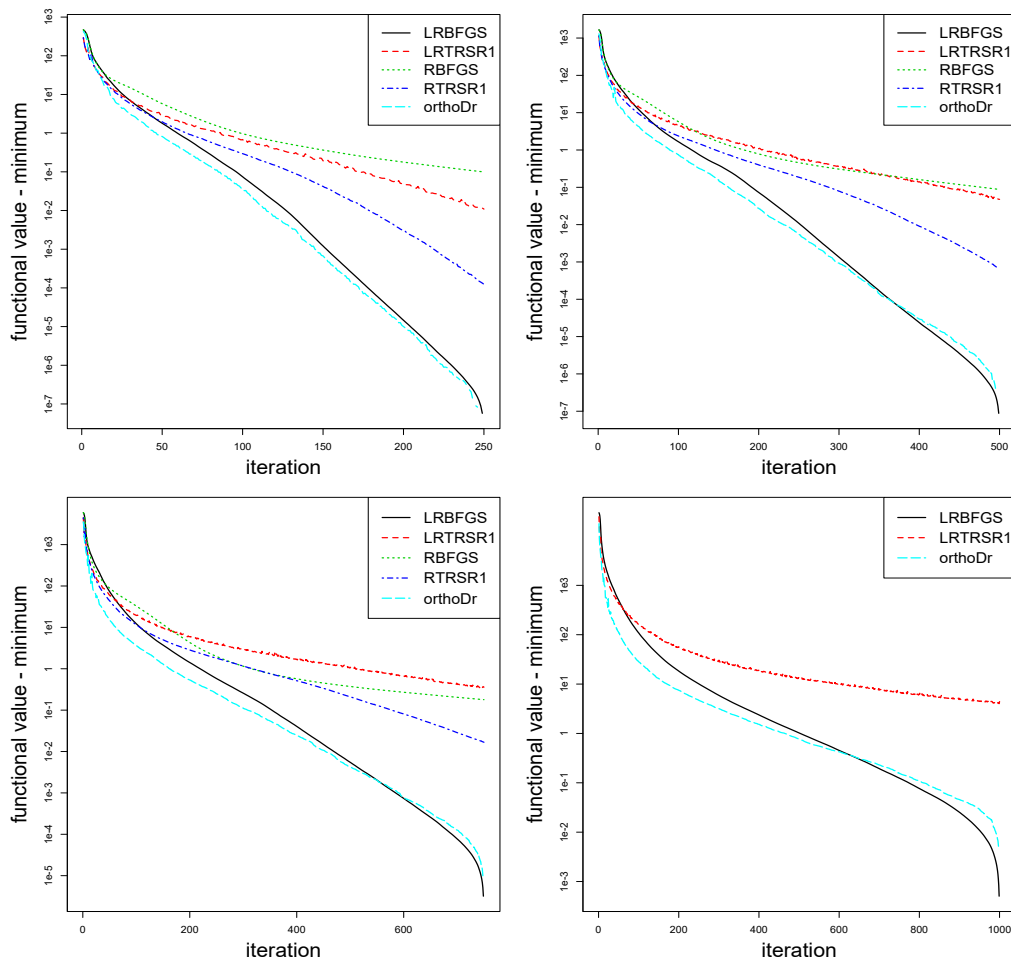 functional value - minimum
1e3
1e2
1e1
1
1e-1
1e-2
1e-3
1e-4
1e-5
1e-6
1e-7
LRBFGS
LRTRSR1
RBFGS
RTRSR1
orthoDr
0 50 100 150 200 250
iteration
functional value - minimum
1e3
1e2
1e1
1
1e-1
1e-2
1e-3
1e-4
1e-5
1e-6
1e-7
LRBFGS
LRTRSR1
RBFGS
RTRSR1
orthoDr
0 100 200 300 400 500
iteration
functional value - minimum
1e3
1e2
1e1
1
1e-1
1e-2
1e-3
1e-4
1e-5
LRBFGS
LRTRSR1
RBFGS
RTRSR1
orthoDr
0 200 400 600
iteration
functional value - minimum
1e3
1e2
1e1
1
1e-1
1e-2
1e-3
LRBFGS
LRTRSR1
orthoDr
0 200 400 600 800 1000
iteration